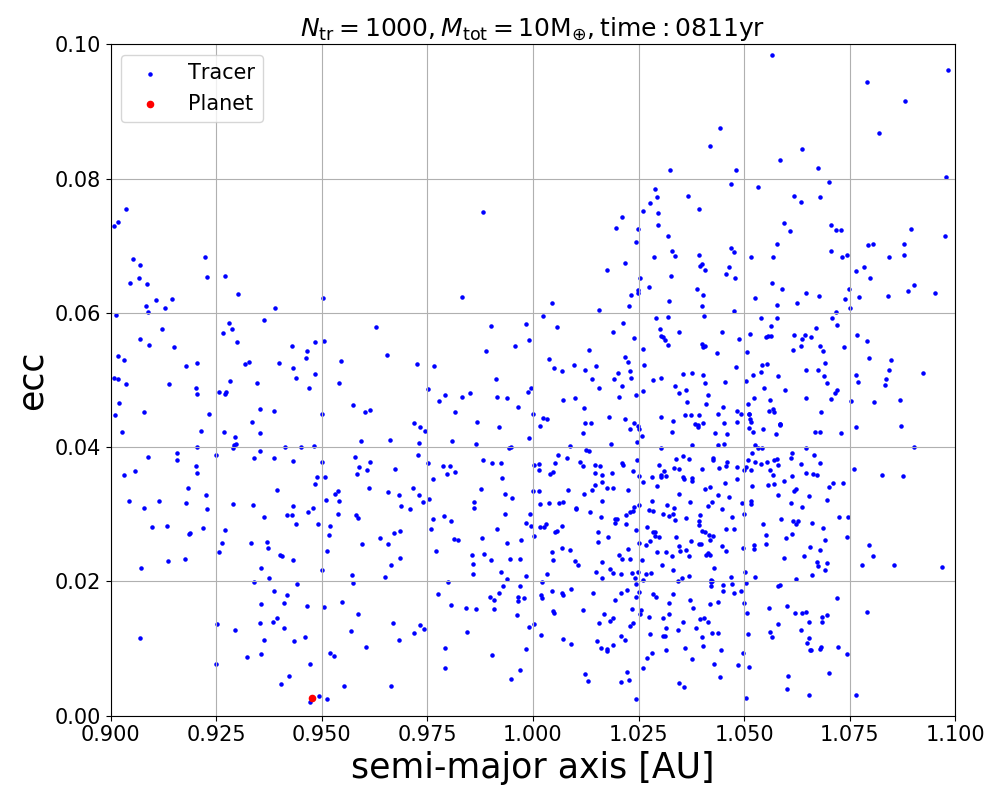 N_tr = 1000, M_tot = 10M_⊕, time : 0811yr
0.10
Tracer
Planet
0.08
0.06
ecc
0.04
0.02
0.00
0.900 0.925 0.950 0.975 1.000 1.025 1.050 1.075 1.100
semi-major axis [AU]